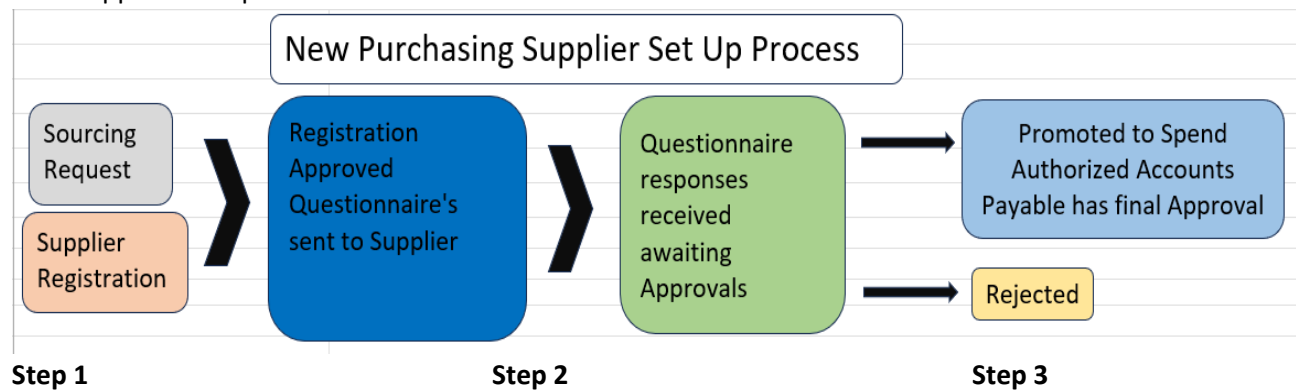 New Purchasing Supplier Set Up Process
Sourcing
Request
Supplier
Registration
Registration
Approved
Questionnaire's
sent to Supplier
Questionnaire
responses
received
awaiting
Approvals
Promoted to Spend
Authorized Accounts
Payable has final Approval
Rejected
Step 1
Step 2
Step 3